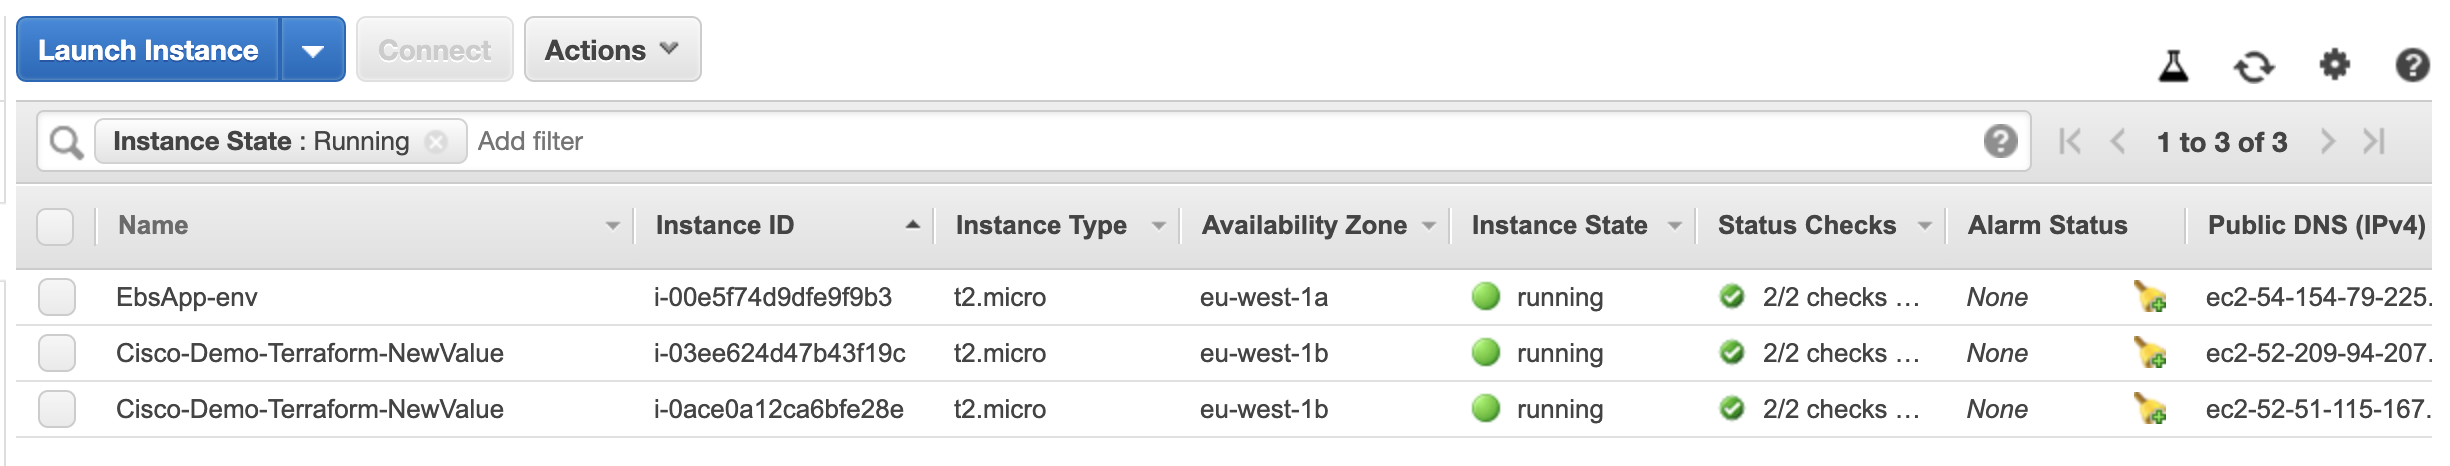 Launch Instance Connect Actions
Instance State : Running Add filter 1 to 3 of 3
Name Instance ID Instance Type Availability Zone Instance State Status Checks Alarm Status Public DNS (IPv4)
EbsApp-env i-00e5f74d9dfe9f9b3 t2.micro eu-west-1a running 2/2 checks ... None ec2-54-154-79-225.
Cisco-Demo-Terraform-NewValue i-03ee624d47b43f19c t2.micro eu-west-1b running 2/2 checks ... None ec2-52-209-94-207.
Cisco-Demo-Terraform-NewValue i-0ace0a12ca6bfe28e t2.micro eu-west-1b running 2/2 checks ... None ec2-52-51-115-167.